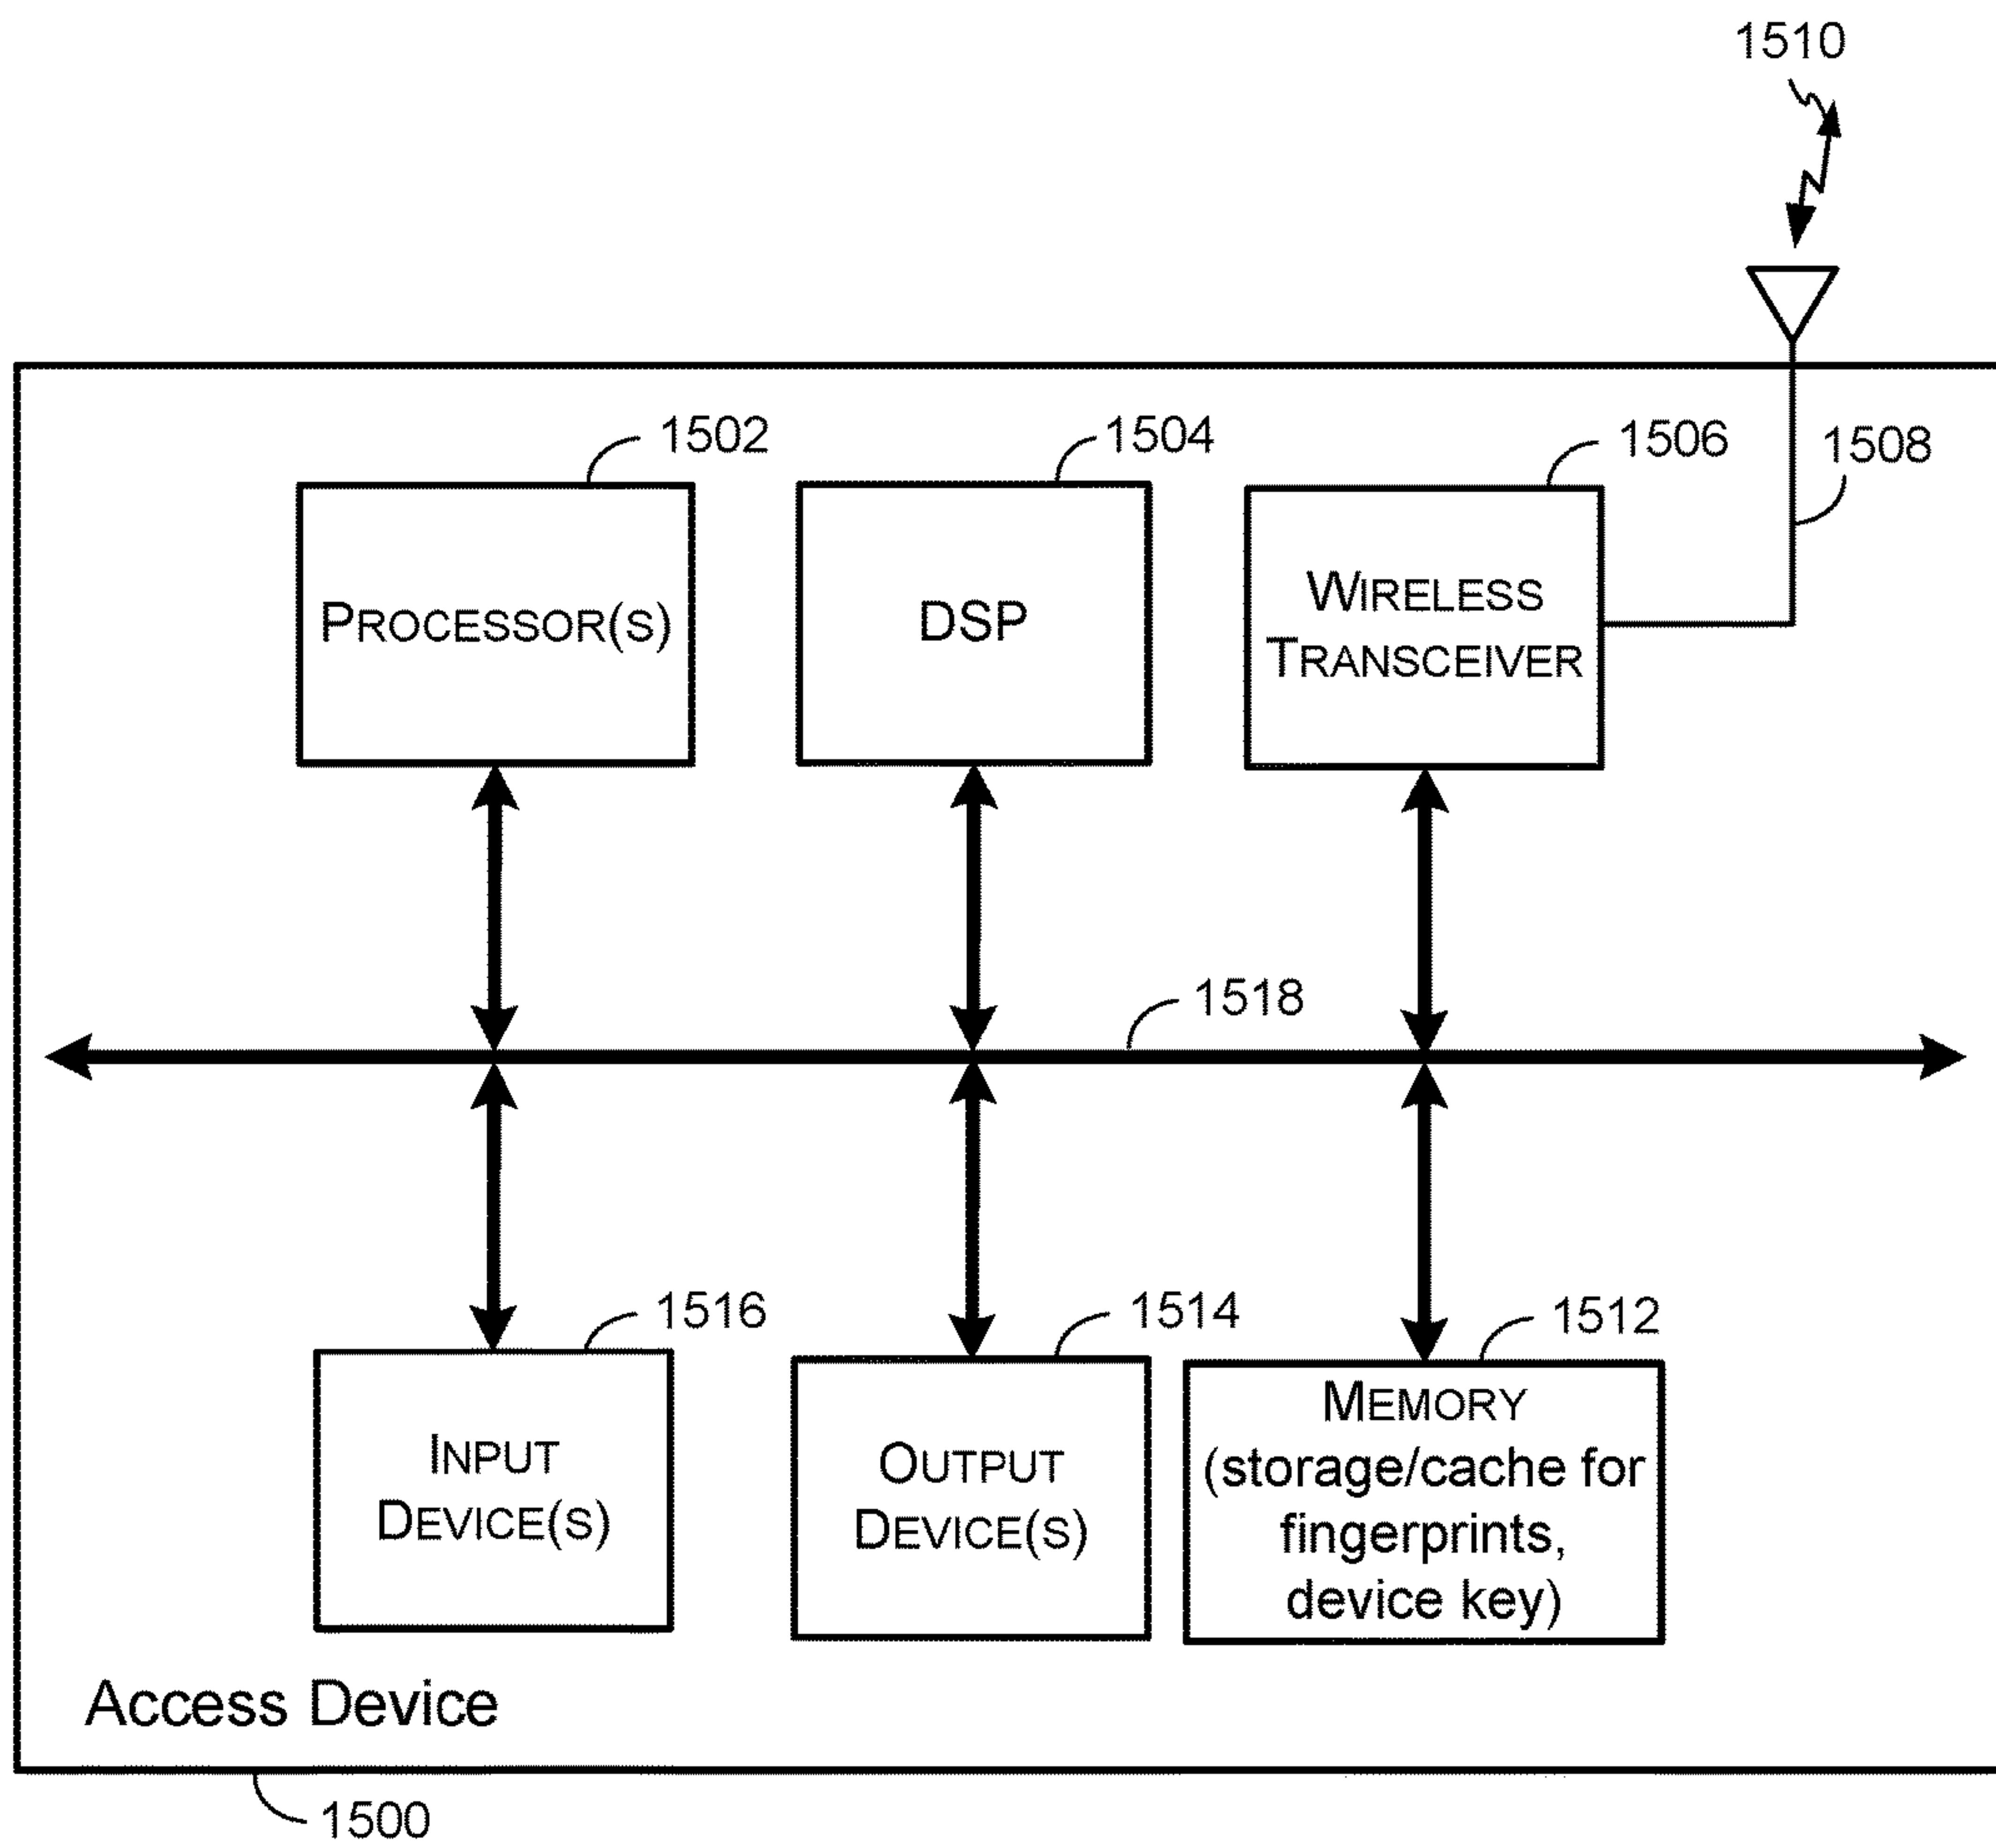 1510
1502
1504
1506
1508
PROCESSOR(S)
DSP
WIRELESS
TRANSCEIVER
1518
1516
1514
1512
INPUT
DEVICE(S)
OUTPUT
DEVICE(S)
MEMORY
(storage/cache for
fingerprints,
device key)
Access Device
1500